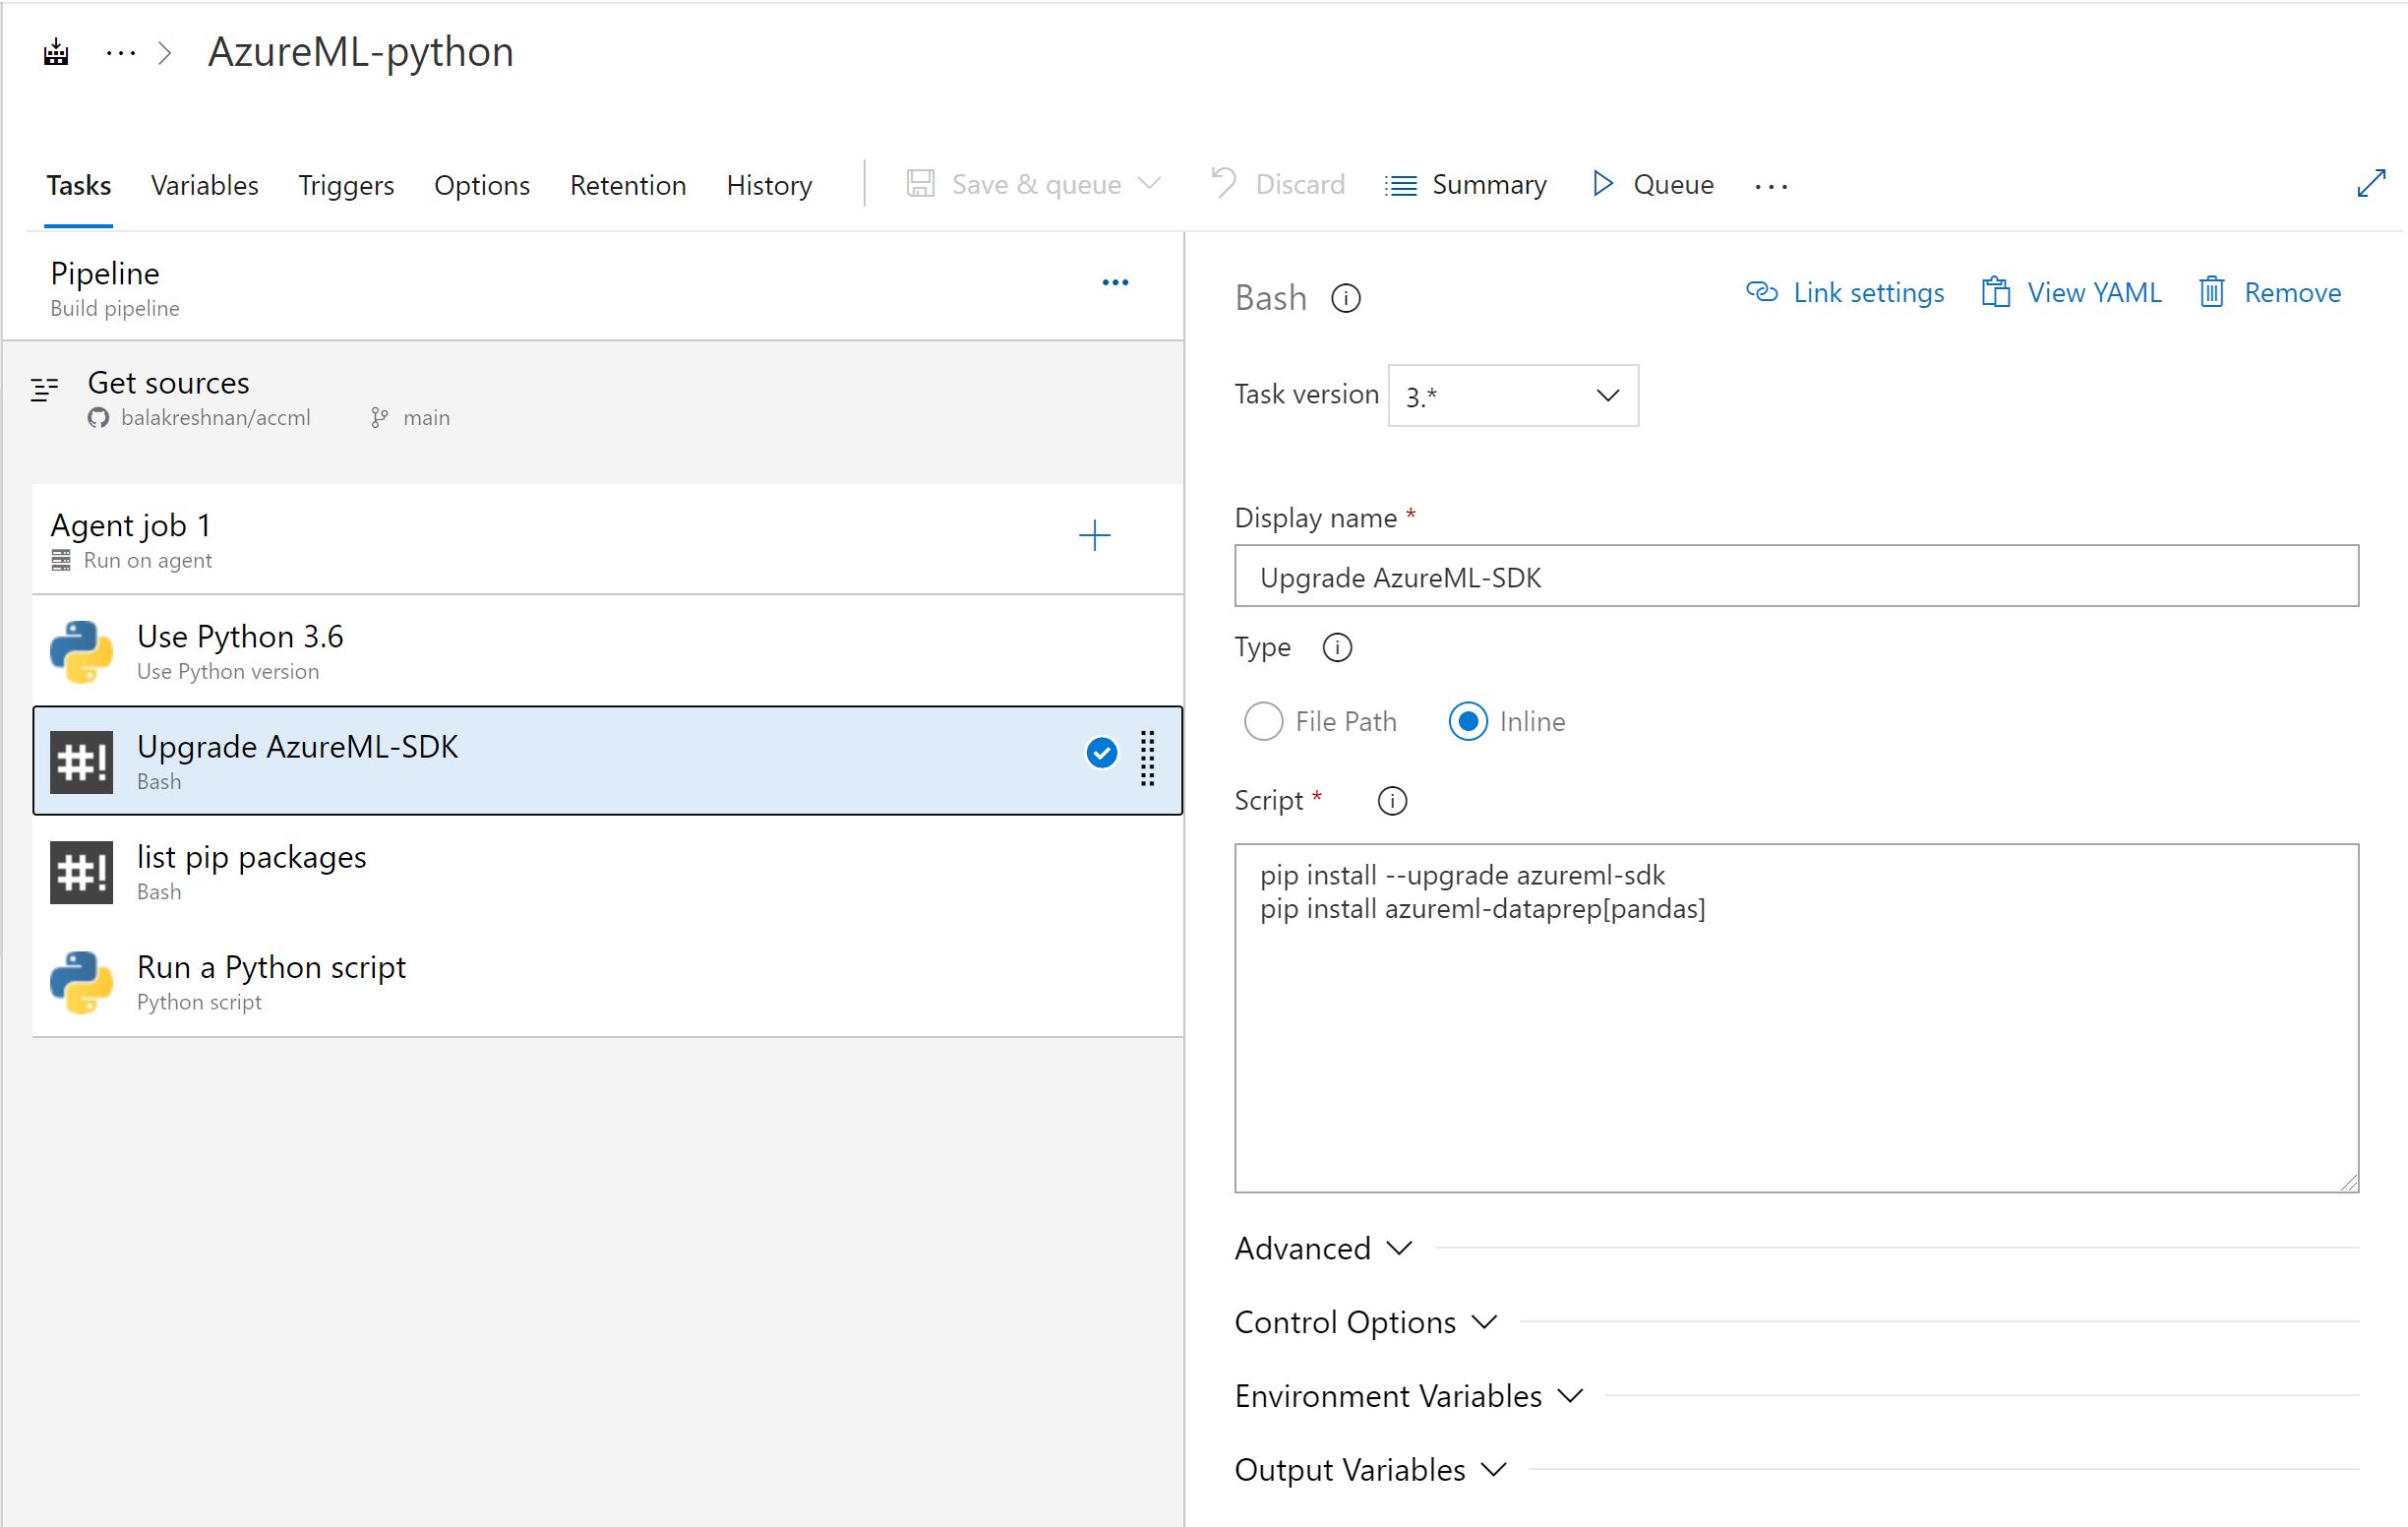 ··· > AzureML-python
Tasks Variables Triggers Options Retention History Save & queue Discard Summary Queue ...
Pipeline
Build pipeline
Get sources
balakreshnan/accml main
Agent job 1
Run on agent
Use Python 3.6
Use Python version
#!
Upgrade AzureML-SDK
Bash
#!
list pip packages
Bash
Run a Python script
Python script
Bash Link settings View YAML Remove
Task version 3.*
Display name *
Upgrade AzureML-SDK
Type
File Path Inline
Script *
pip install --upgrade azureml-sdk
pip install azureml-dataprep[pandas]
Advanced
Control Options
Environment Variables
Output Variables